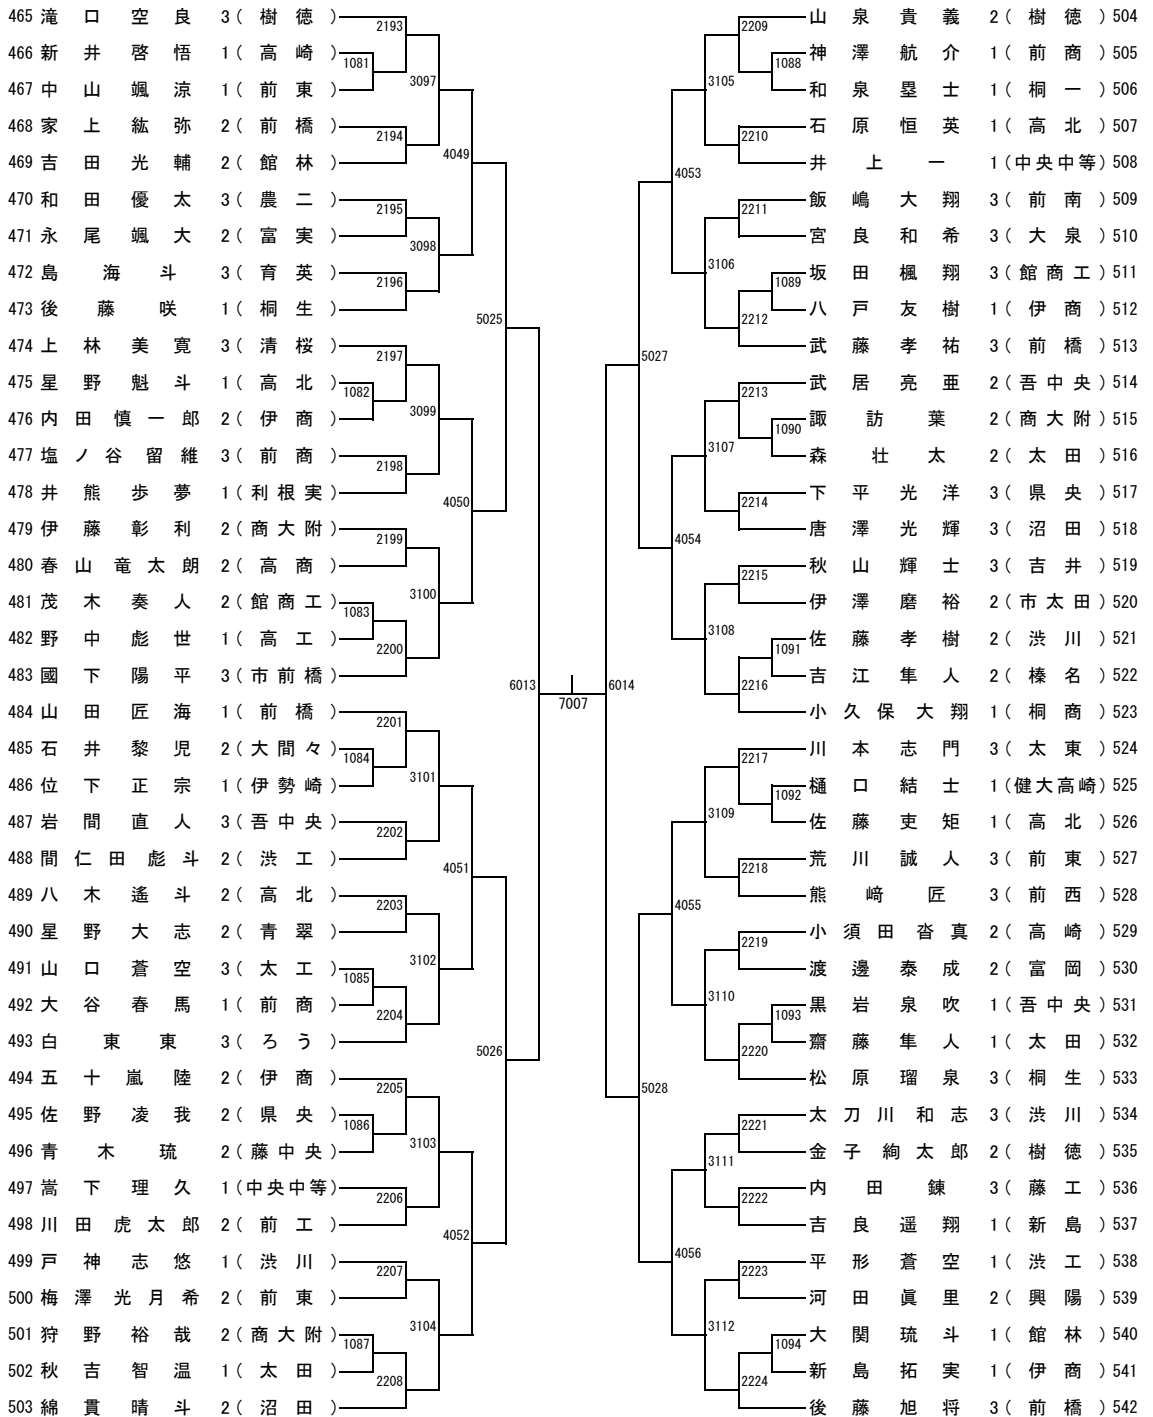 465 滝口空良 3(樹徳)
466 新井啓悟 1(高崎)
467 中山颯涼 1(前東)
468 家上紘弥 2(前橋)
469 吉田光輔 2(館林)
470 和田優太 3(農二)
471 永尾颯大 2(富実)
472 島海斗 3(育英)
473 後藤咲 1(桐生)
474 上林美寛 3(清桜)
475 星野魁斗 1(高北)
476 内田慎一郎 2(伊商)
477 塩ノ谷留維 3(前商)
478 井熊歩夢 1(利根実)
479 伊藤彰利 2(商大附)
480 春山竜太朗 2(高商)
481 茂木奏人 2(館商工)
482 野中彪世 1(高工)
483 國下陽平 3(市前橋)
484 山田匠海 1(前橋)
485 石井黎児 2(大間々)
486 位下正宗 1(伊勢崎)
487 岩間直人 3(吾中央)
488 間仁田彪斗 2(渋工)
489 八木遙斗 2(高北)
490 星野大志 2(青翠)
491 山口蒼空 3(太工)
492 大谷春馬 1(前商)
493 白東東 3(ろう)
494 五十嵐陸 2(伊商)
495 佐野凌我 2(県央)
496 青木琉 2(藤中央)
497 嵩下理久 1(中央中等)
498 川田虎太郎 2(前工)
499 戸神志悠 1(渋川)
500 梅澤光月希 2(前東)
501 狩野裕哉 2(商大附)
502 秋吉智温 1(太田)
503 綿貫晴斗 2(沼田)
2193
1081
3097
2194
4049
2195
3098
2196
5025
2197
1082
3099
2198
4050
2199
3100
1083
2200
6013
2201
1084
3101
2202
4051
2203
3102
1085
2204
5026
2205
1086
3103
2206
4052
2207
3104
1087
2208
7007
6014
2209
1088
3105
2210
4053
2211
3106
1089
2212
5027
2213
1090
3107
2214
4054
2215
3108
1091
2216
2217
1092
3109
2218
4055
2219
3110
1093
2220
5028
2221
3111
2222
4056
2223
3112
1094
2224
山泉貴義 2(樹徳)504
神澤航介 1(前商)505
和泉塁士 1(桐一)506
石原恒英 1(高北)507
井上一 1(中央中等)508
飯嶋大翔 3(前南)509
宮良和希 3(大泉)510
坂田楓翔 3(館商工)511
八戸友樹 1(伊商)512
武藤孝祐 3(前橋)513
武居亮亜 2(吾中央)514
諏訪葉 2(商大附)515
森壮太 2(太田)516
下平光洋 3(県央)517
唐澤光輝 3(沼田)518
秋山輝士 3(吉井)519
伊澤磨裕 2(市太田)520
佐藤孝樹 2(渋川)521
吉江隼人 2(榛名)522
小久保大翔 1(桐商)523
川本志門 3(太東)524
樋口結士 1(健大高崎)525
佐藤吏矩 1(高北)526
荒川誠人 3(前東)527
熊﨑匠 3(前西)528
小須田沓真 2(高崎)529
渡邊泰成 2(富岡)530
黒岩泉吹 1(吾中央)531
齋藤隼人 1(太田)532
松原瑠泉 3(桐生)533
太刀川和志 3(渋川)534
金子絢太郎 2(樹徳)535
内田錬 3(藤工)536
吉良遥翔 1(新島)537
平形蒼空 1(渋工)538
河田眞里 2(興陽)539
大関琉斗 1(館林)540
新島拓実 1(伊商)541
後藤旭将 3(前橋)542